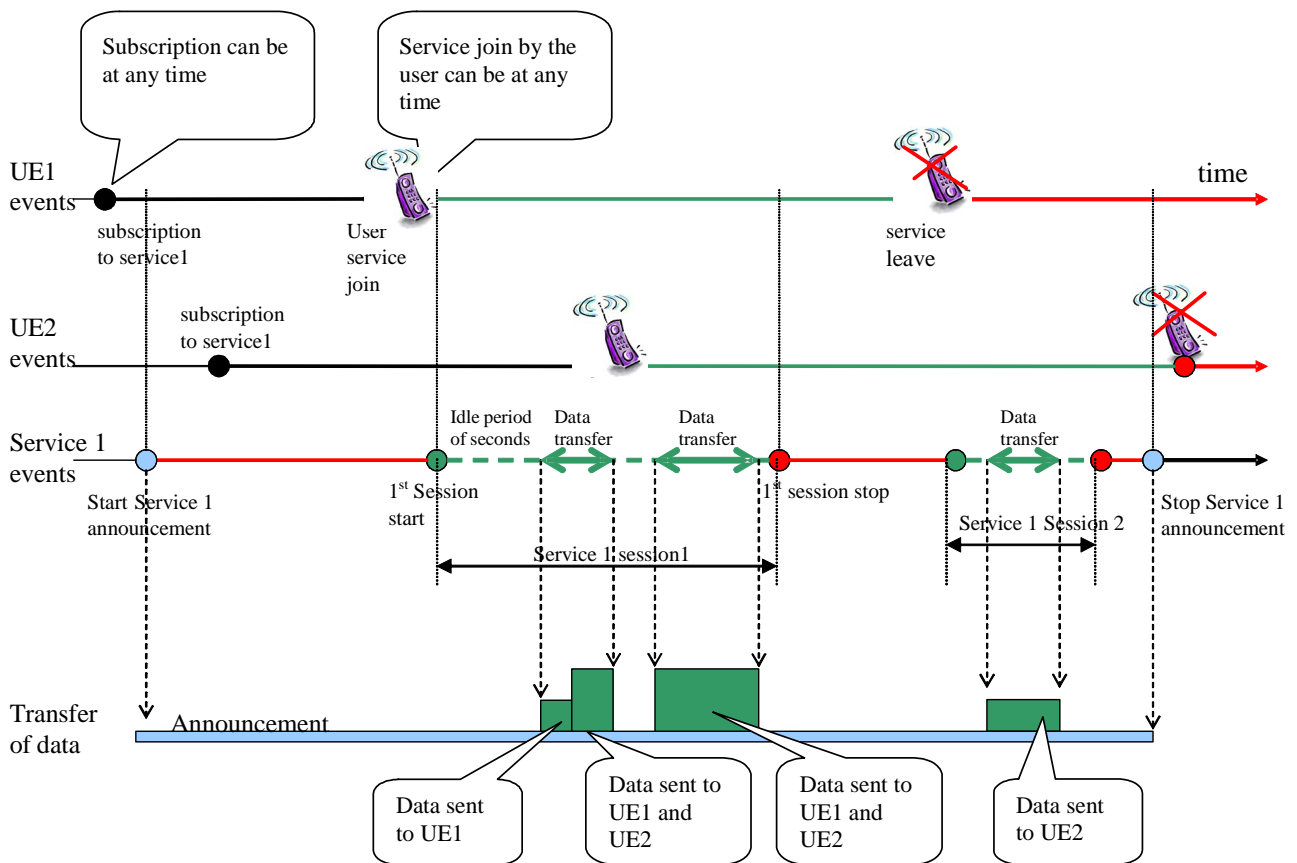 Subscription can be
at any time
Service join by the
user can be at any
time
UE1
events
time
subscription
to service1
User
service
join
service
leave
UE2
events
subscription
to service1
Service 1
events
Idle period
of seconds
Data
transfer
Data
transfer
Data
transfer
Start Service 1
announcement
1st Session
start
1st session stop
Service 1 Session 2
Stop Service 1
announcement
Service 1 session1
Transfer
of data
Announcement
Data sent
to UE1
Data sent to
UE1 and
UE2
Data sent to
UE1 and
UE2
Data sent
to UE2